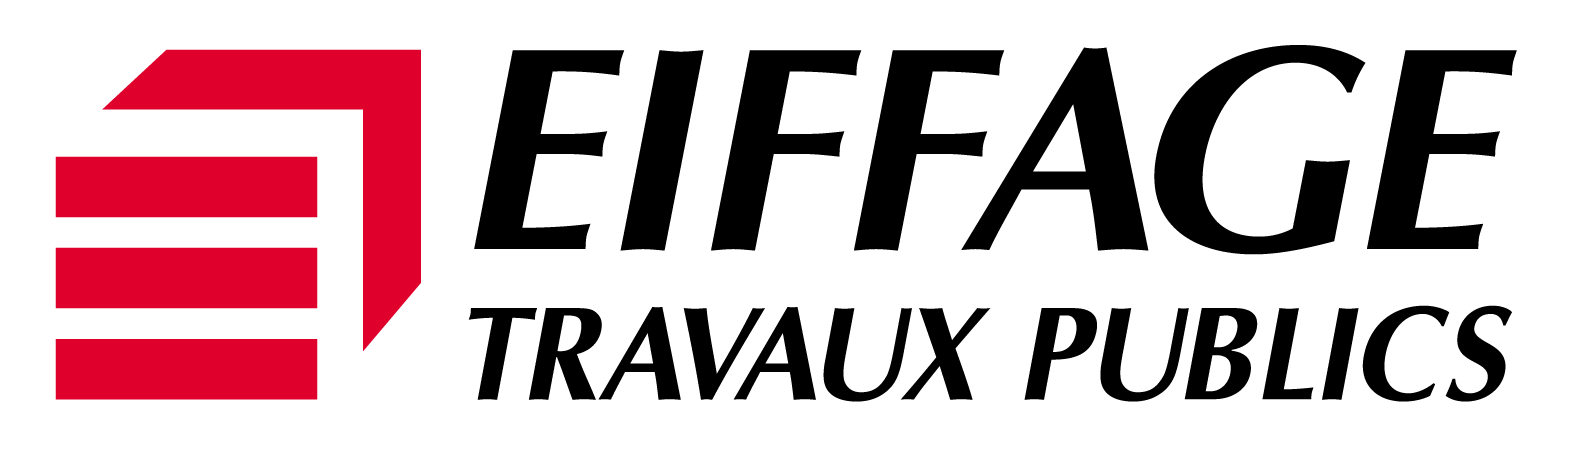 EIFFAGE
TRAVAUX PUBLICS